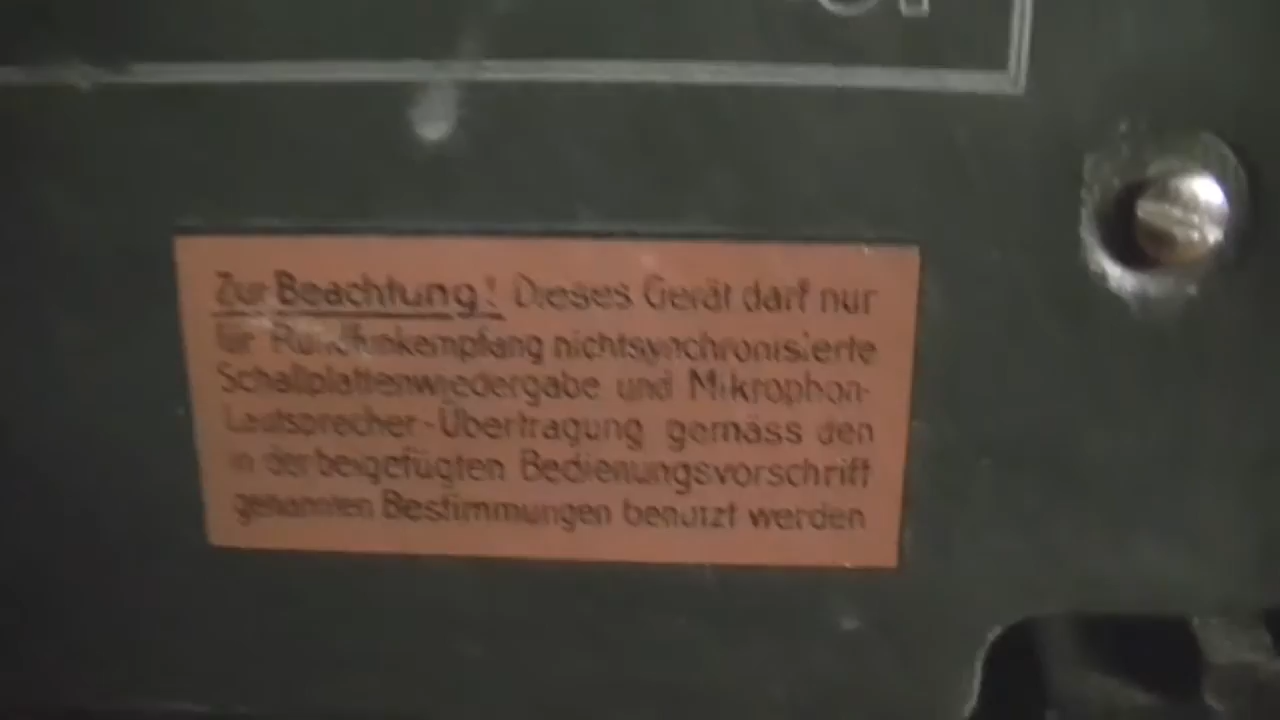 Zur Beachtung! Dieses Gerät darf nur
für Rundfunkempfang nichtsynchronisierte
Schallplattenwiedergabe und Mikrophon-
Lautsprecher-Übertragung gemäss den
in der beigefügten Bedienungsvorschrift
genannten Bestimmungen benutzt werden